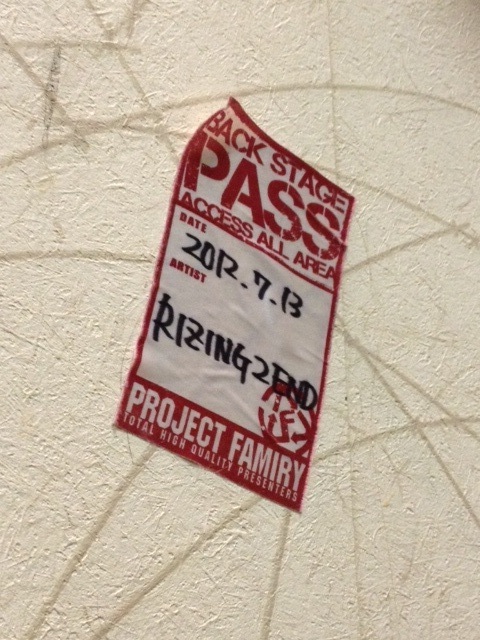 BACK STAGE
PASS
ACCESS ALL AREA
DATE
2012.7.13
ARTIST
RIZING2END
PROJECT FAMIRY
TOTAL HIGH QUALITY PRESENTERS